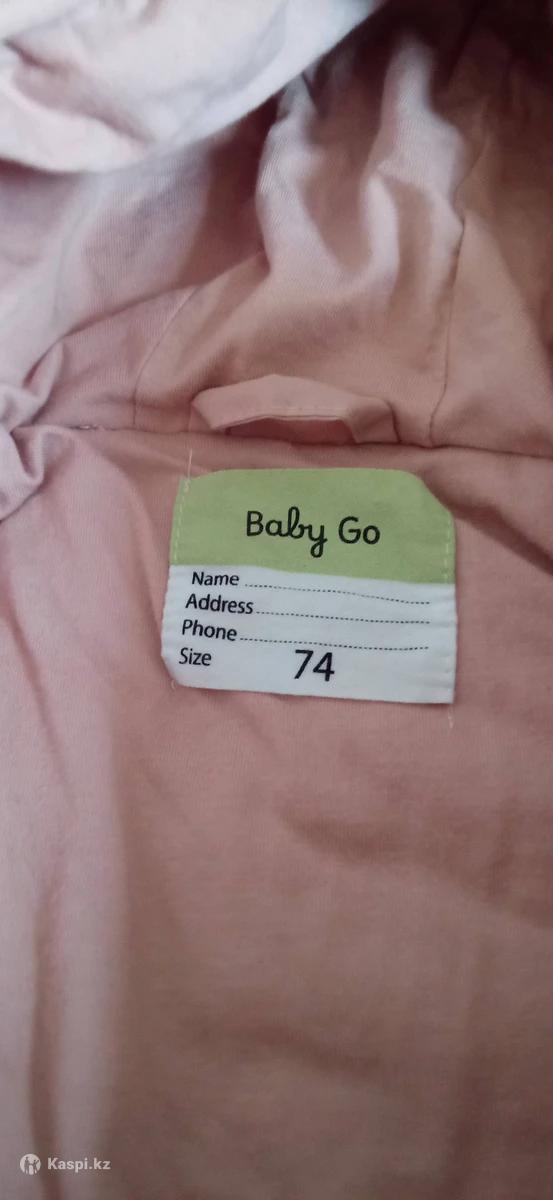 Baby Go
Name
Address
Phone
Size 74
Kaspi.kz